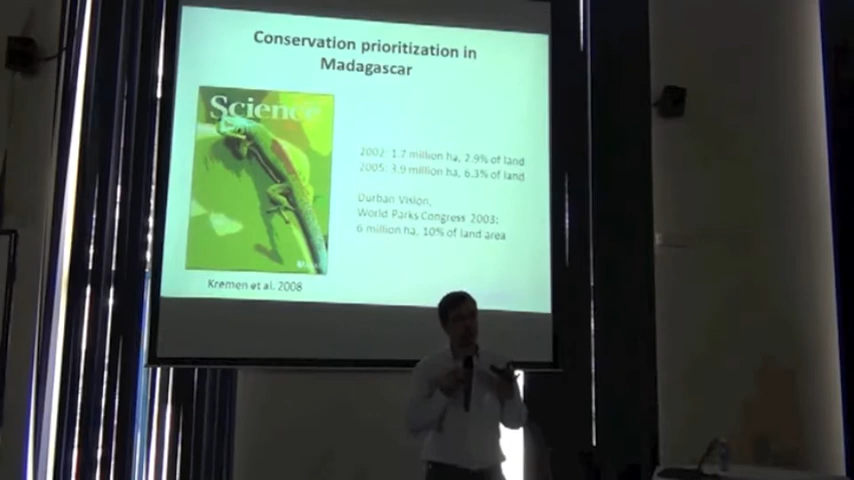 Conservation prioritization in
Madagascar
Science
2002: 1.7 million ha, 2.9% of land
2005: 3.9 million ha, 6.3% of land
Durban Vision,
World Parks Congress 2003:
6 million ha, 10% of land area
Kremen et al. 2008